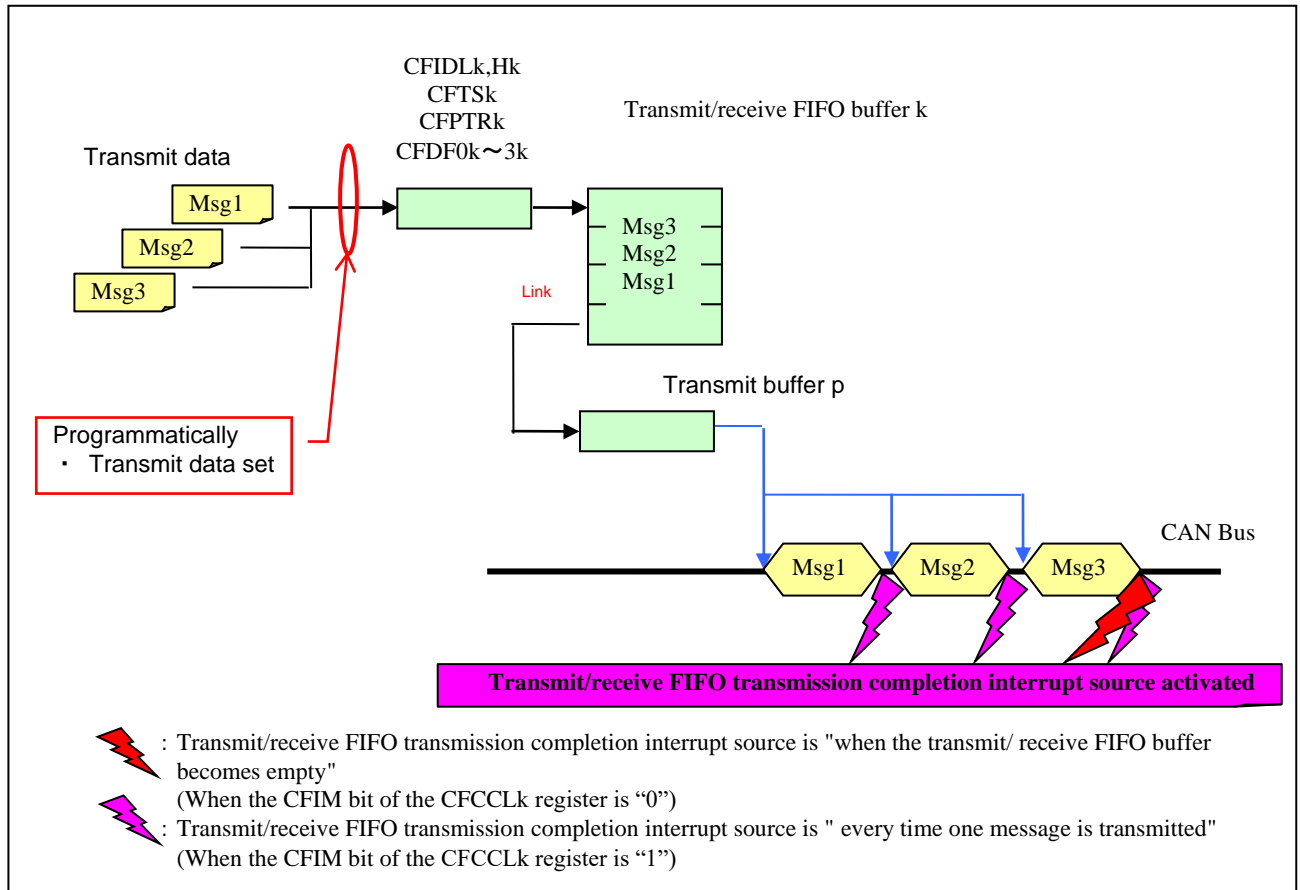 CFIDLk,Hk
CFTSk
CFPTRk
CFDF0k～3k
Transmit/receive FIFO buffer k
Transmit data
Msg1
Msg2
Msg3
Msg3
Msg2
Msg1
Link
Transmit buffer p
Programmatically
・ Transmit data set
CAN Bus
Msg1
Msg2
Msg3
Transmit/receive FIFO transmission completion interrupt source activated
: Transmit/receive FIFO transmission completion interrupt source is "when the transmit/ receive FIFO buffer
becomes empty"
(When the CFIM bit of the CFCCLk register is “0”)
: Transmit/receive FIFO transmission completion interrupt source is " every time one message is transmitted"
(When the CFIM bit of the CFCCLk register is “1”)